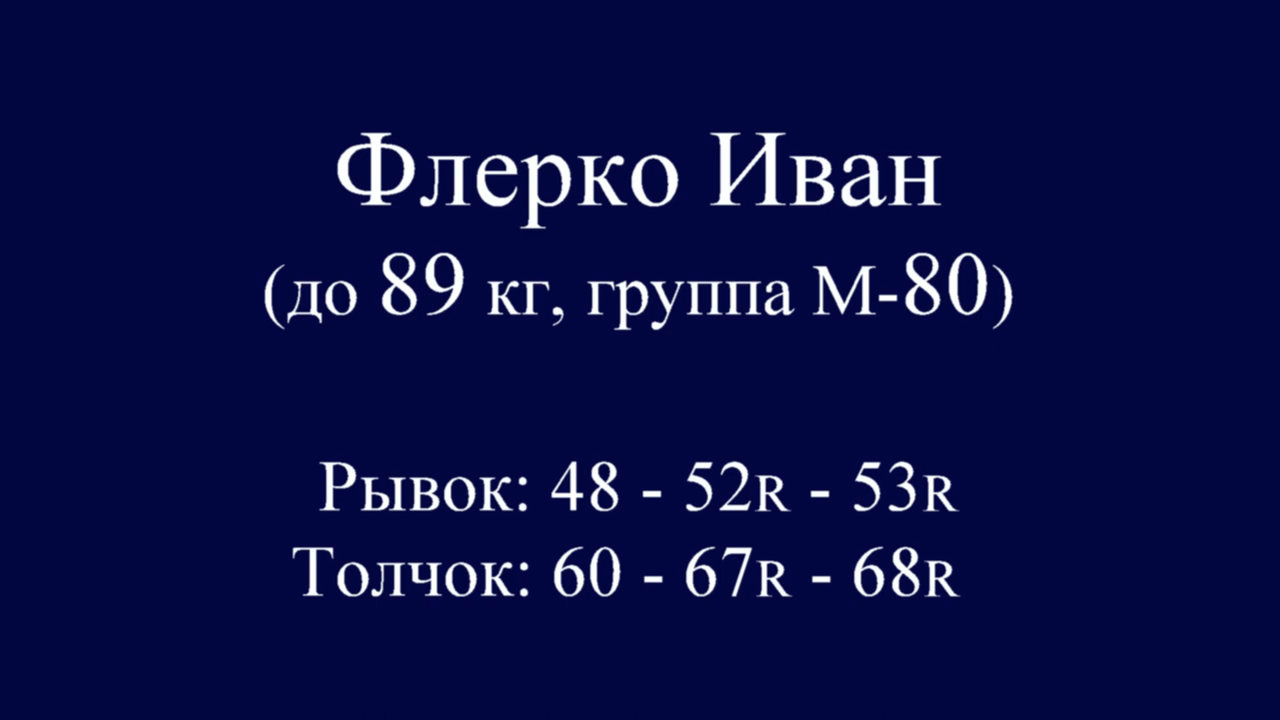 Флерко Иван
(до 89 кг, группа М-80)
Рывок: 48 - 52R - 53R
Толчок: 60 - 67R - 68R